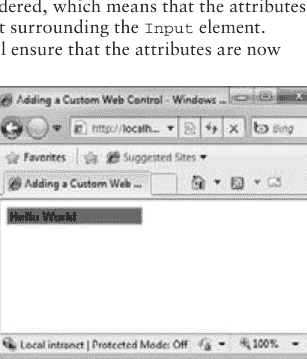 dered, which means that the attributes
t surrounding the Input element.
l ensure that the attributes are now
Adding a Custom Web Control - Windows ...
http://localh...
Bing
Favorites
Suggested Sites
Adding a Custom Web ...
Hello World
Local intranet | Protected Mode: Off
100%